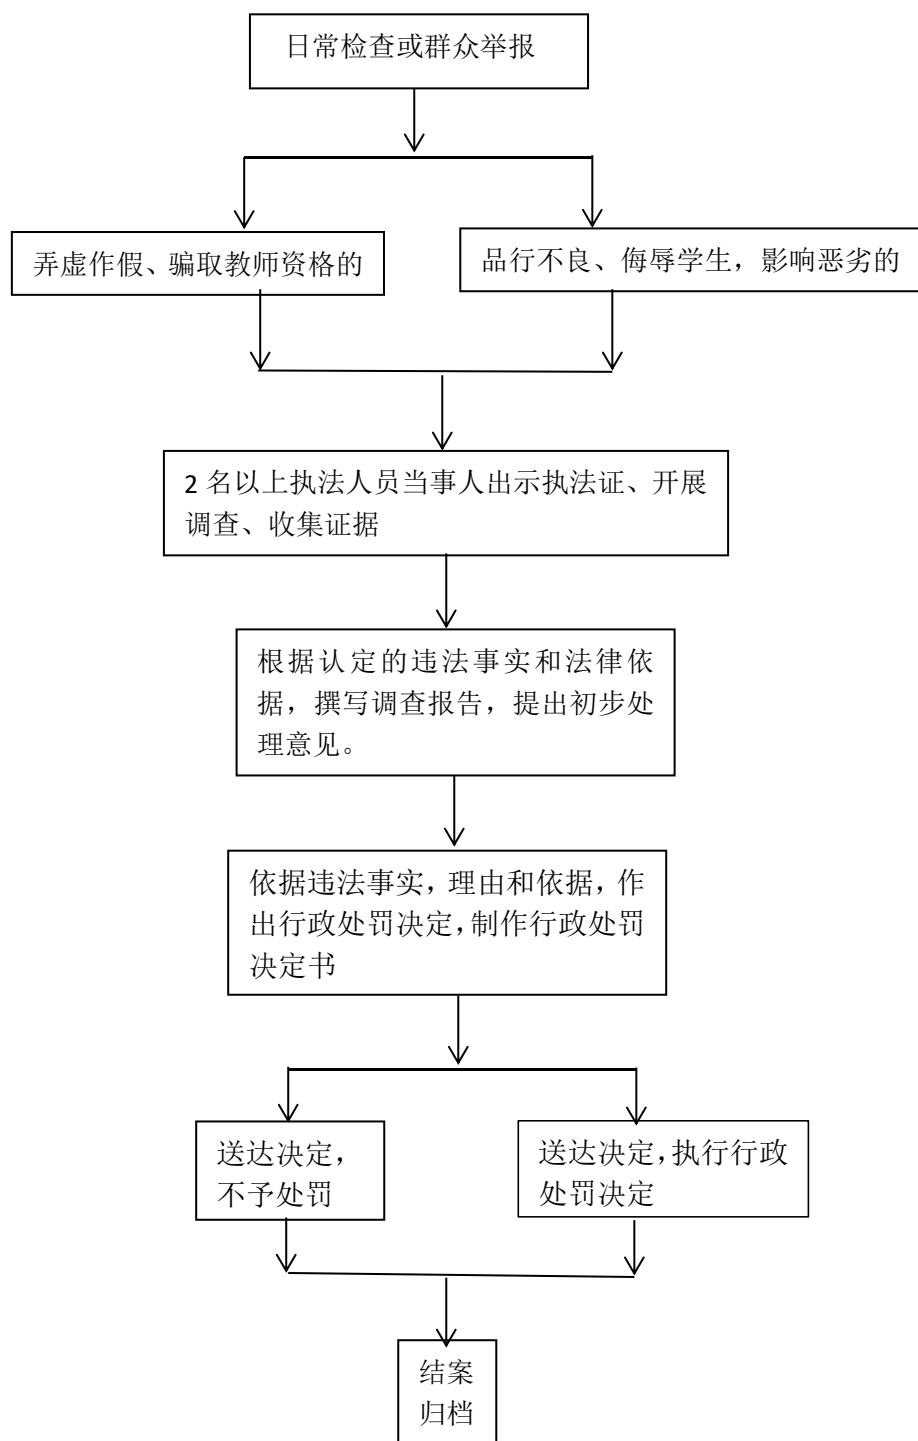 日常检查或群众举报
弄虚作假、骗取教师资格的
品行不良、侮辱学生，影响恶劣的
2 名以上执法人员当事人出示执法证、开展
调查、收集证据
根据认定的违法事实和法律依
据，撰写调查报告，提出初步处
理意见。
依据违法事实，理由和依据，作
出行政处罚决定，制作行政处罚
决定书
送达决定，
不予处罚
送达决定，执行行政
处罚决定
结案
归档